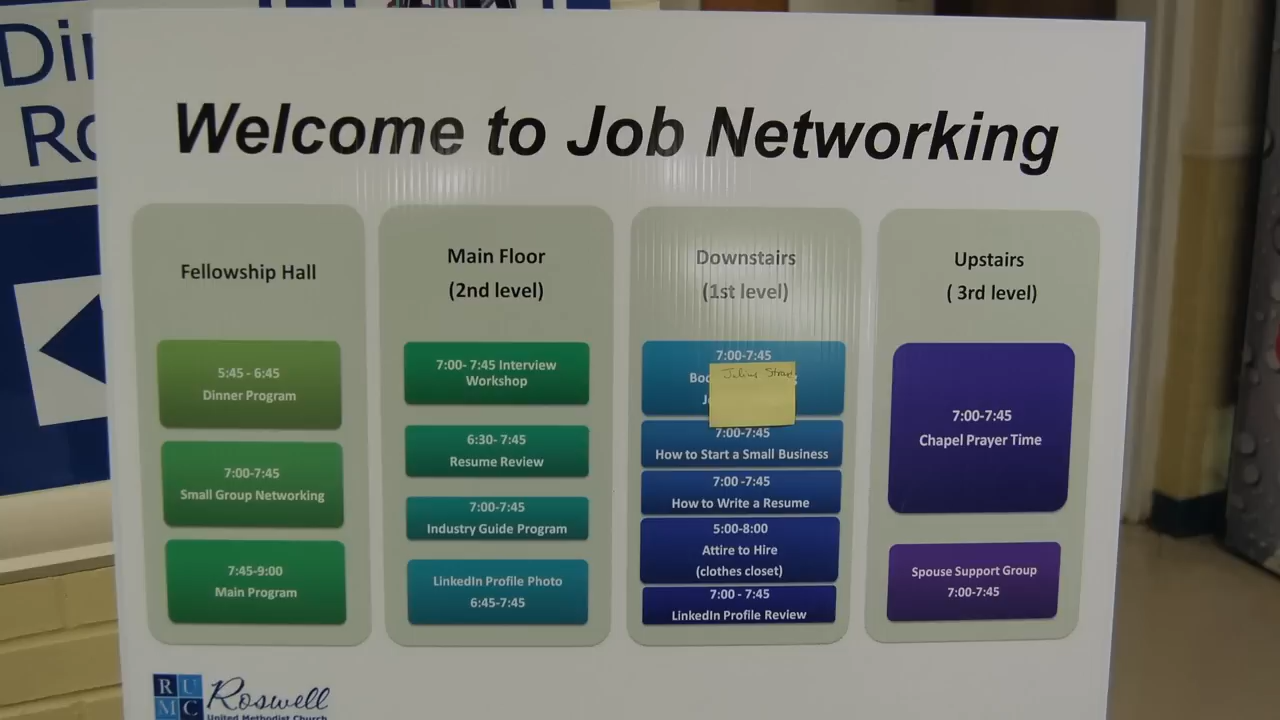 Welcome to Job Networking
Fellowship Hall
5:45 - 6:45
Dinner Program
7:00-7:45
Small Group Networking
7:45-9:00
Main Program
Main Floor
(2nd level)
7:00- 7:45 Interview
Workshop
6:30- 7:45
Resume Review
7:00-7:45
Industry Guide Program
LinkedIn Profile Photo
6:45-7:45
Downstairs
(1st level)
7:00-7:45
7:00-7:45
How to Start a Small Business
7:00 -7:45
How to Write a Resume
5:00-8:00
Attire to Hire
(clothes closet)
7:00 - 7:45
LinkedIn Profile Review
Upstairs
( 3rd level)
7:00-7:45
Chapel Prayer Time
Spouse Support Group
7:00-7:45
RU
MC
Roswell
United Methodist Church